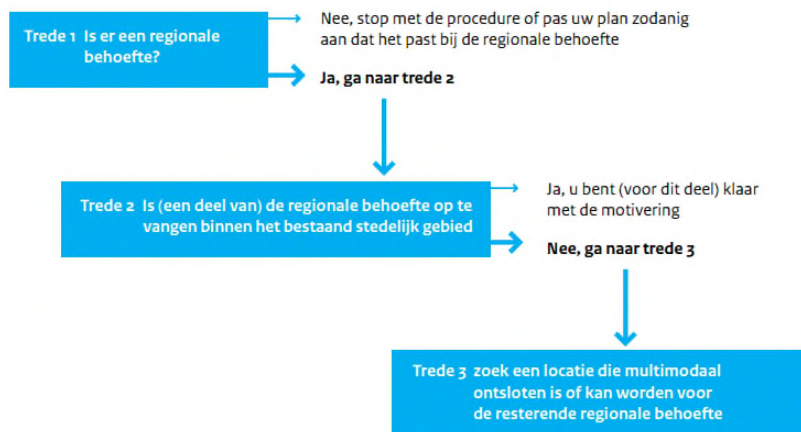 Trede 1 Is er een regionale
behoefte?
Nee, stop met de procedure of pas uw plan zodanig
aan dat het past bij de regionale behoefte
Ja, ga naar trede 2
Trede 2 Is (een deel van) de regionale behoefte op te
vangen binnen het bestaand stedelijk gebied
Ja, u bent (voor dit deel) klaar
met de motivering
Nee, ga naar trede 3
Trede 3 zoek een locatie die multimodaal
ontsloten is of kan worden voor
de resterende regionale behoefte